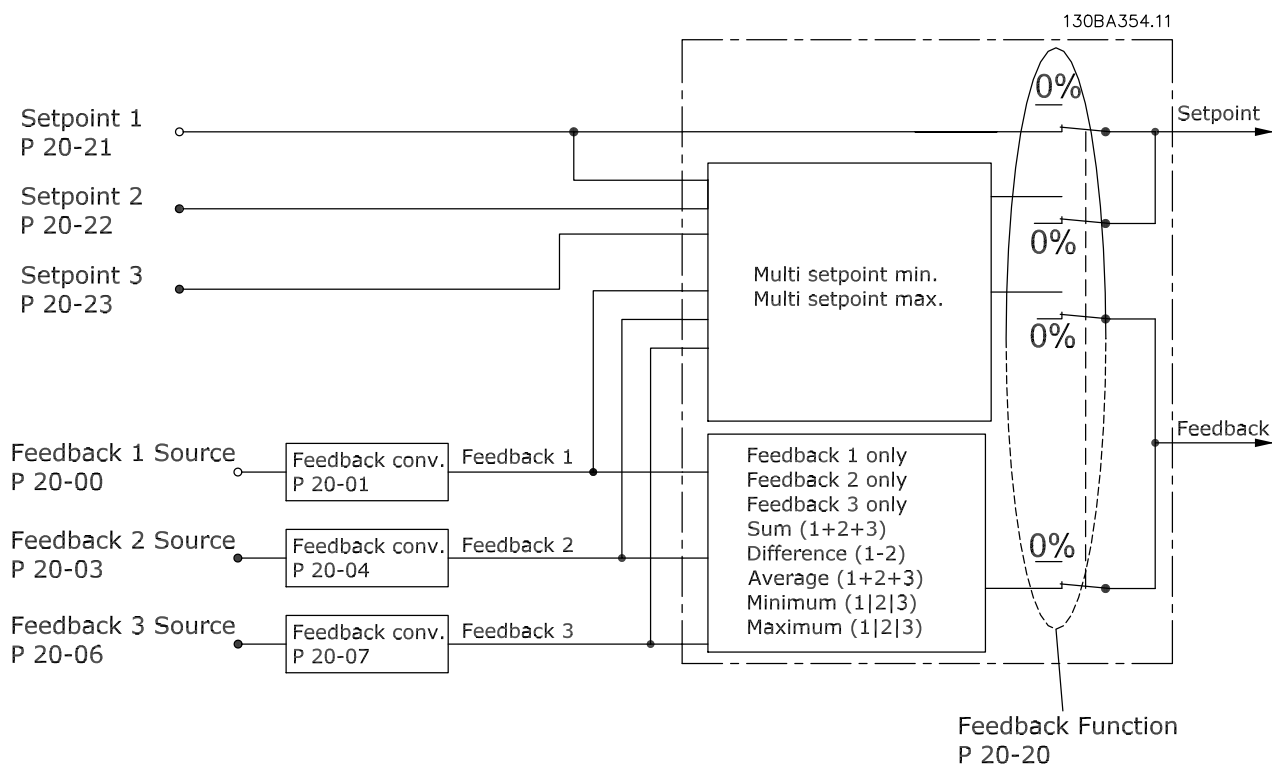 130BA354.11
0%
Setpoint
Setpoint 1
P 20-21
Setpoint 2
P 20-22
0%
Setpoint 3
P 20-23
Multi setpoint min.
Multi setpoint max.
0%
Feedback
Feedback 1 Source
P 20-00
Feedback conv.
P 20-01
Feedback 1
Feedback 1 only
Feedback 2 only
Feedback 3 only
Sum (1+2+3)
Difference (1-2)
Average (1+2+3)
Minimum (1|2|3)
Maximum (1|2|3)
0%
Feedback 2 Source
P 20-03
Feedback conv.
P 20-04
Feedback 2
Feedback 3 Source
P 20-06
Feedback conv.
P 20-07
Feedback 3
Feedback Function
P 20-20